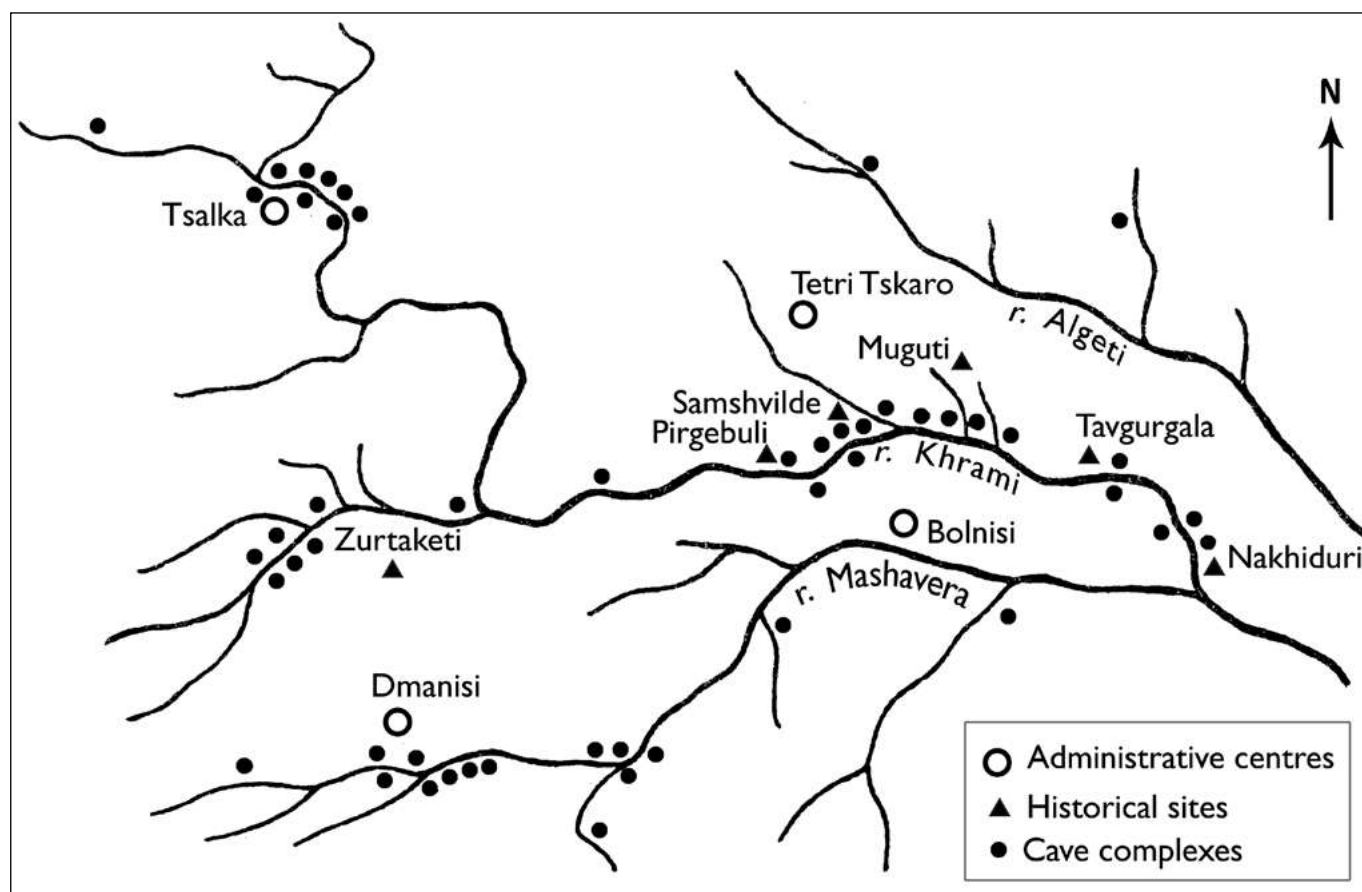 N
Tsalka
Tetri Tskaro
r. Algeti
Muguti
Samshvilde
Pirgebuli
r. Khrami
Tavgurgala
Zurtaketi
Bolnisi
Nakhiduri
r. Mashavera
Dmanisi
Administrative centres
Historical sites
Cave complexes